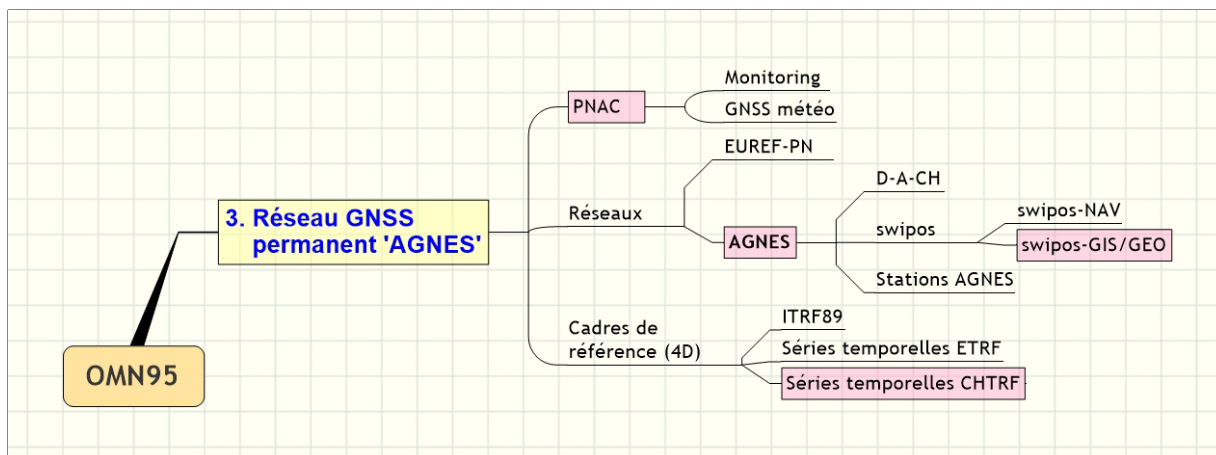 PNAC
Monitoring
GNSS météo
EUREF-PN
3. Réseau GNSS
permanent 'AGNES'
Réseaux
AGNES
D-A-CH
swipos
swipos-NAV
swipos-GIS/GEO
Stations AGNES
Cadres de
référence (4D)
ITRF89
Séries temporelles ETRF
Séries temporelles CHTRF
OMN95